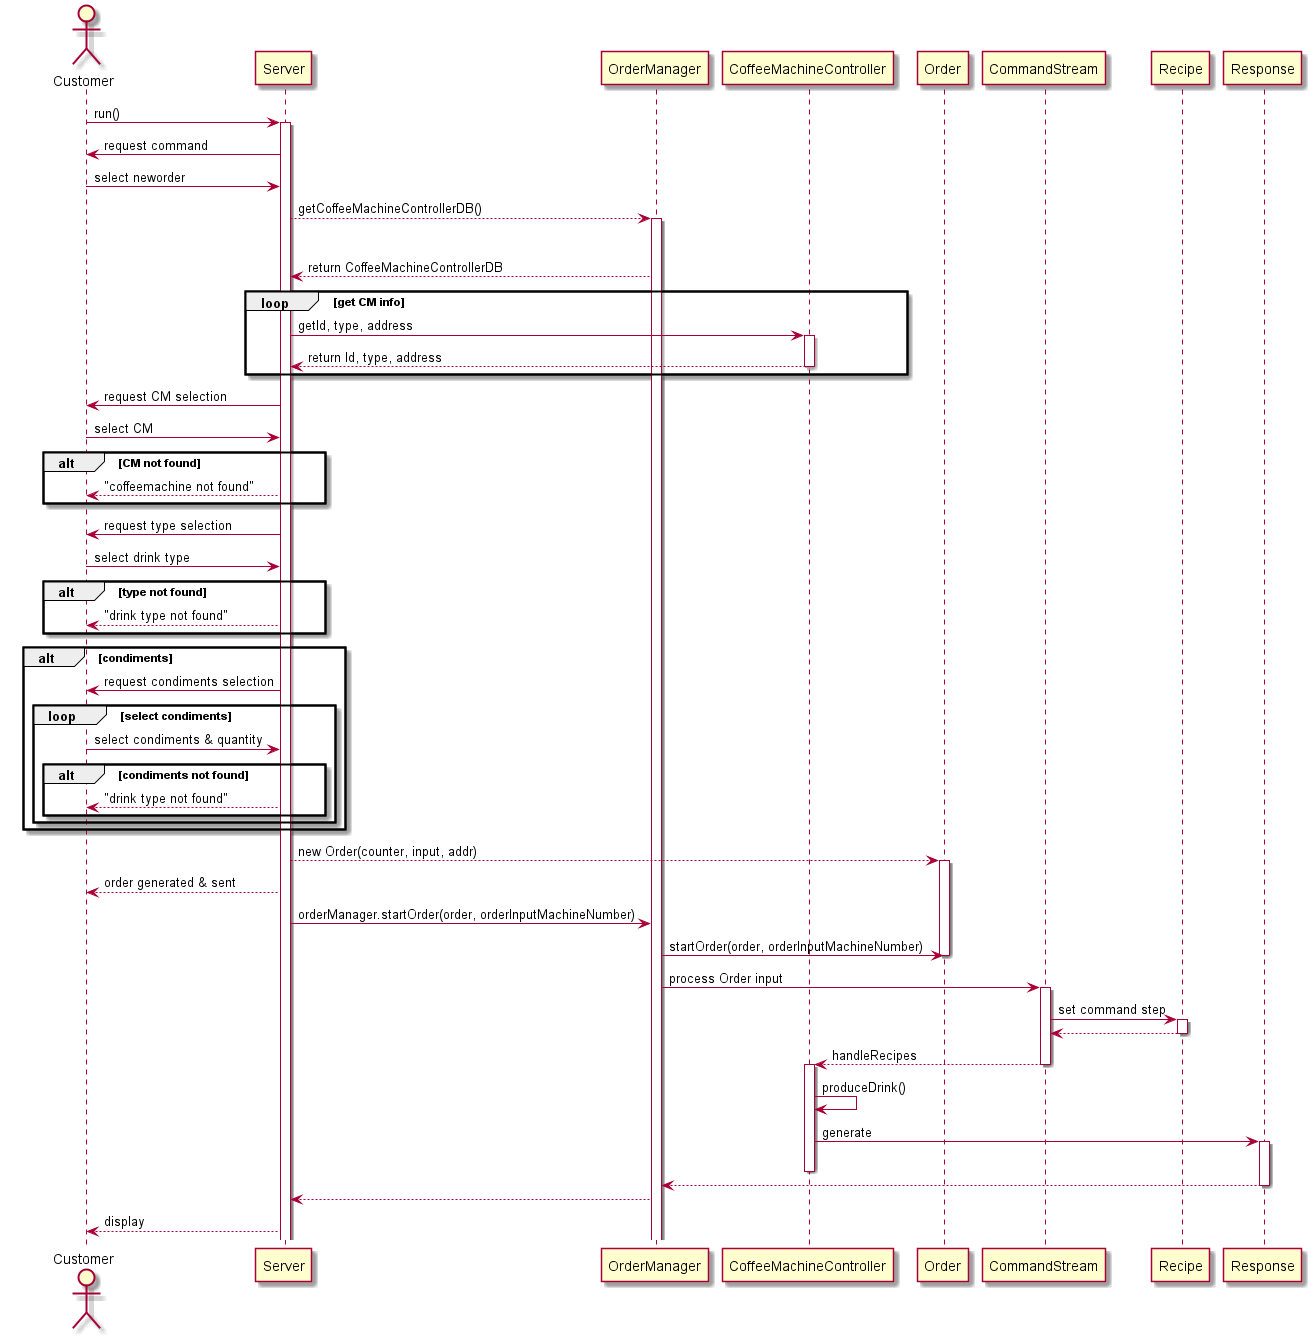 Customer
Server
OrderManager
CoffeeMachineController
Order
CommandStream
Recipe
Response
run()
request command
select neworder
getCoffeeMachineControllerDB()
return CoffeeMachineControllerDB
loop [get CM info]
getId, type, address
return Id, type, address
request CM selection
select CM
alt [CM not found]
"coffeemachine not found"
request type selection
select drink type
alt [type not found]
"drink type not found"
alt [condiments]
request condiments selection
loop [select condiments]
select condiments & quantity
alt [condiments not found]
"drink type not found"
new Order(counter, input, addr)
order generated & sent
orderManager.startOrder(order, orderInputMachineNumber)
startOrder(order, orderInputMachineNumber)
process Order input
set command step
handleRecipes
produceDrink()
generate
display
Customer
Server
OrderManager
CoffeeMachineController
Order
CommandStream
Recipe
Response